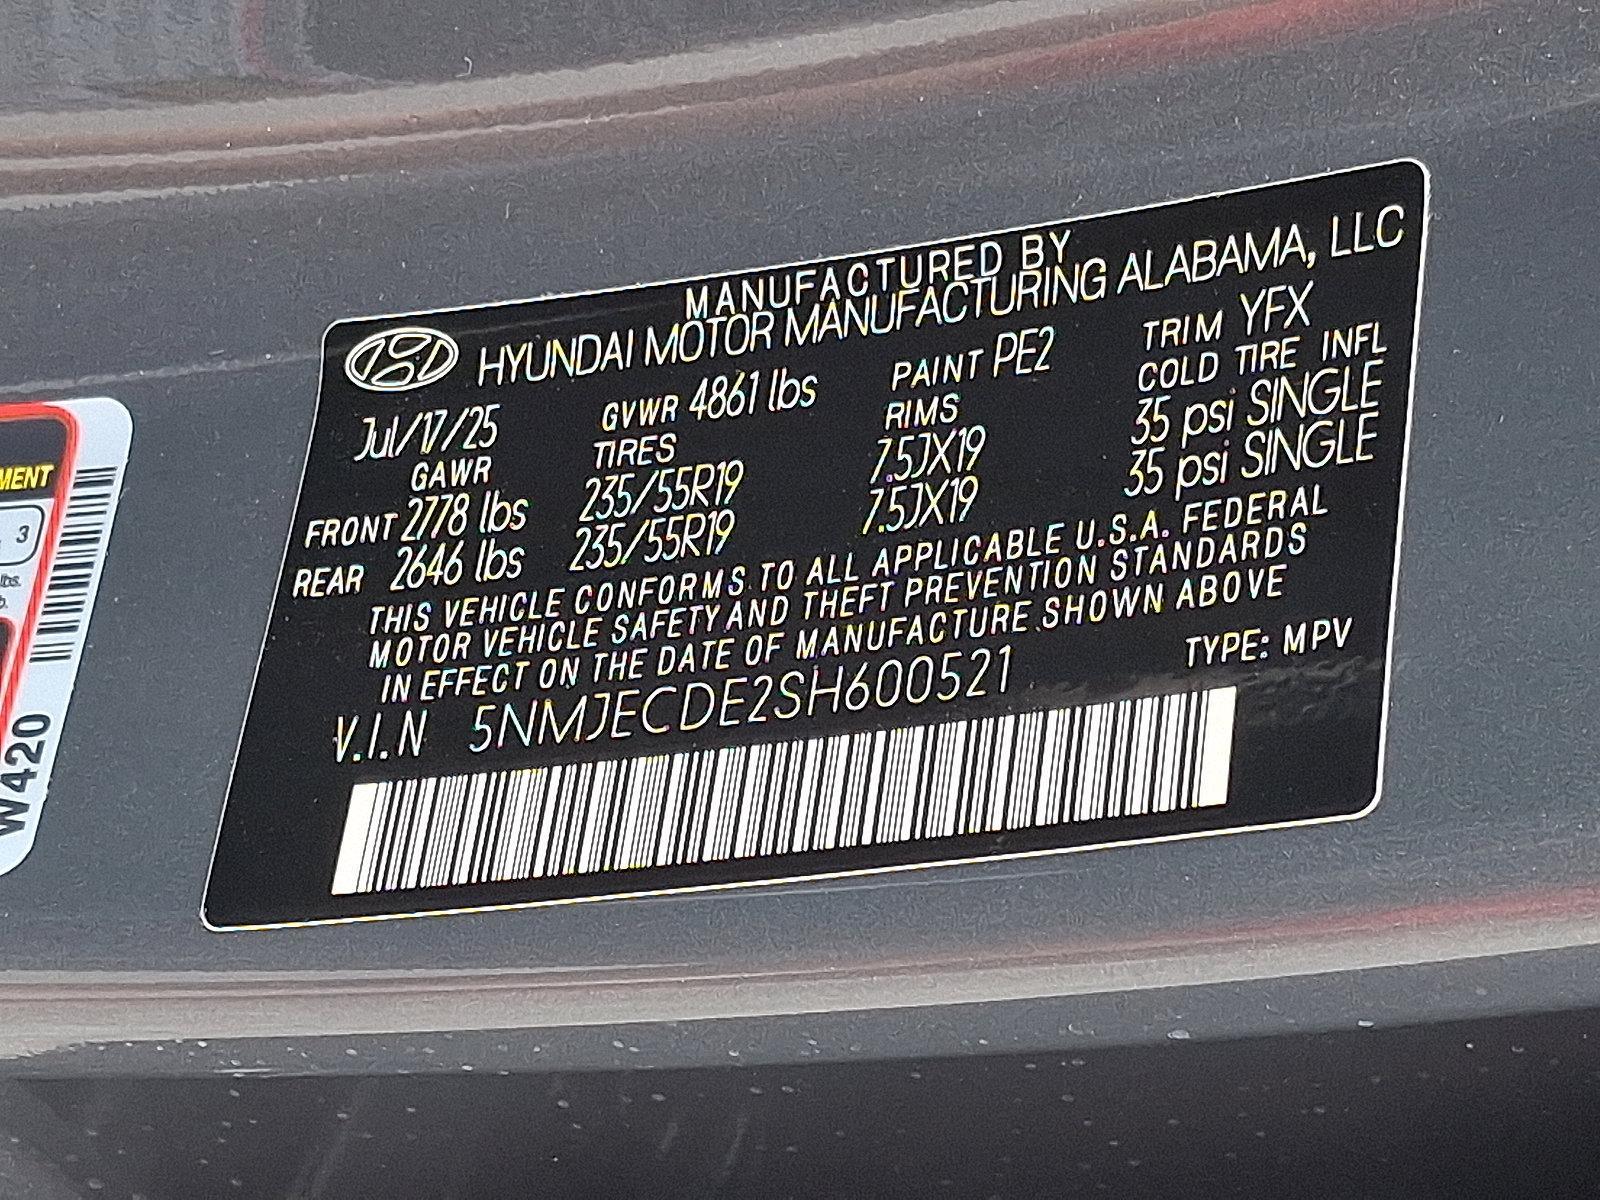 MANUFACTURED BY
HYUNDAI MOTOR MANUFACTURING ALABAMA, LLC
Jul/17/25 GVWR 4861 lbs PAINT PE2 TRIM YFX
GAWR TIRES RIMS COLD TIRE INFL
FRONT 2778 lbs 235/55R19 7.5JX19 35 psi SINGLE
REAR 2646 lbs 235/55R19 7.5JX19 35 psi SINGLE
THIS VEHICLE CONFORMS TO ALL APPLICABLE U.S.A. FEDERAL
MOTOR VEHICLE SAFETY AND THEFT PREVENTION STANDARDS
IN EFFECT ON THE DATE OF MANUFACTURE SHOWN ABOVE
V.I.N 5NMJECDE2SH600521 TYPE: MPV
MENT
3
lbs.
W420